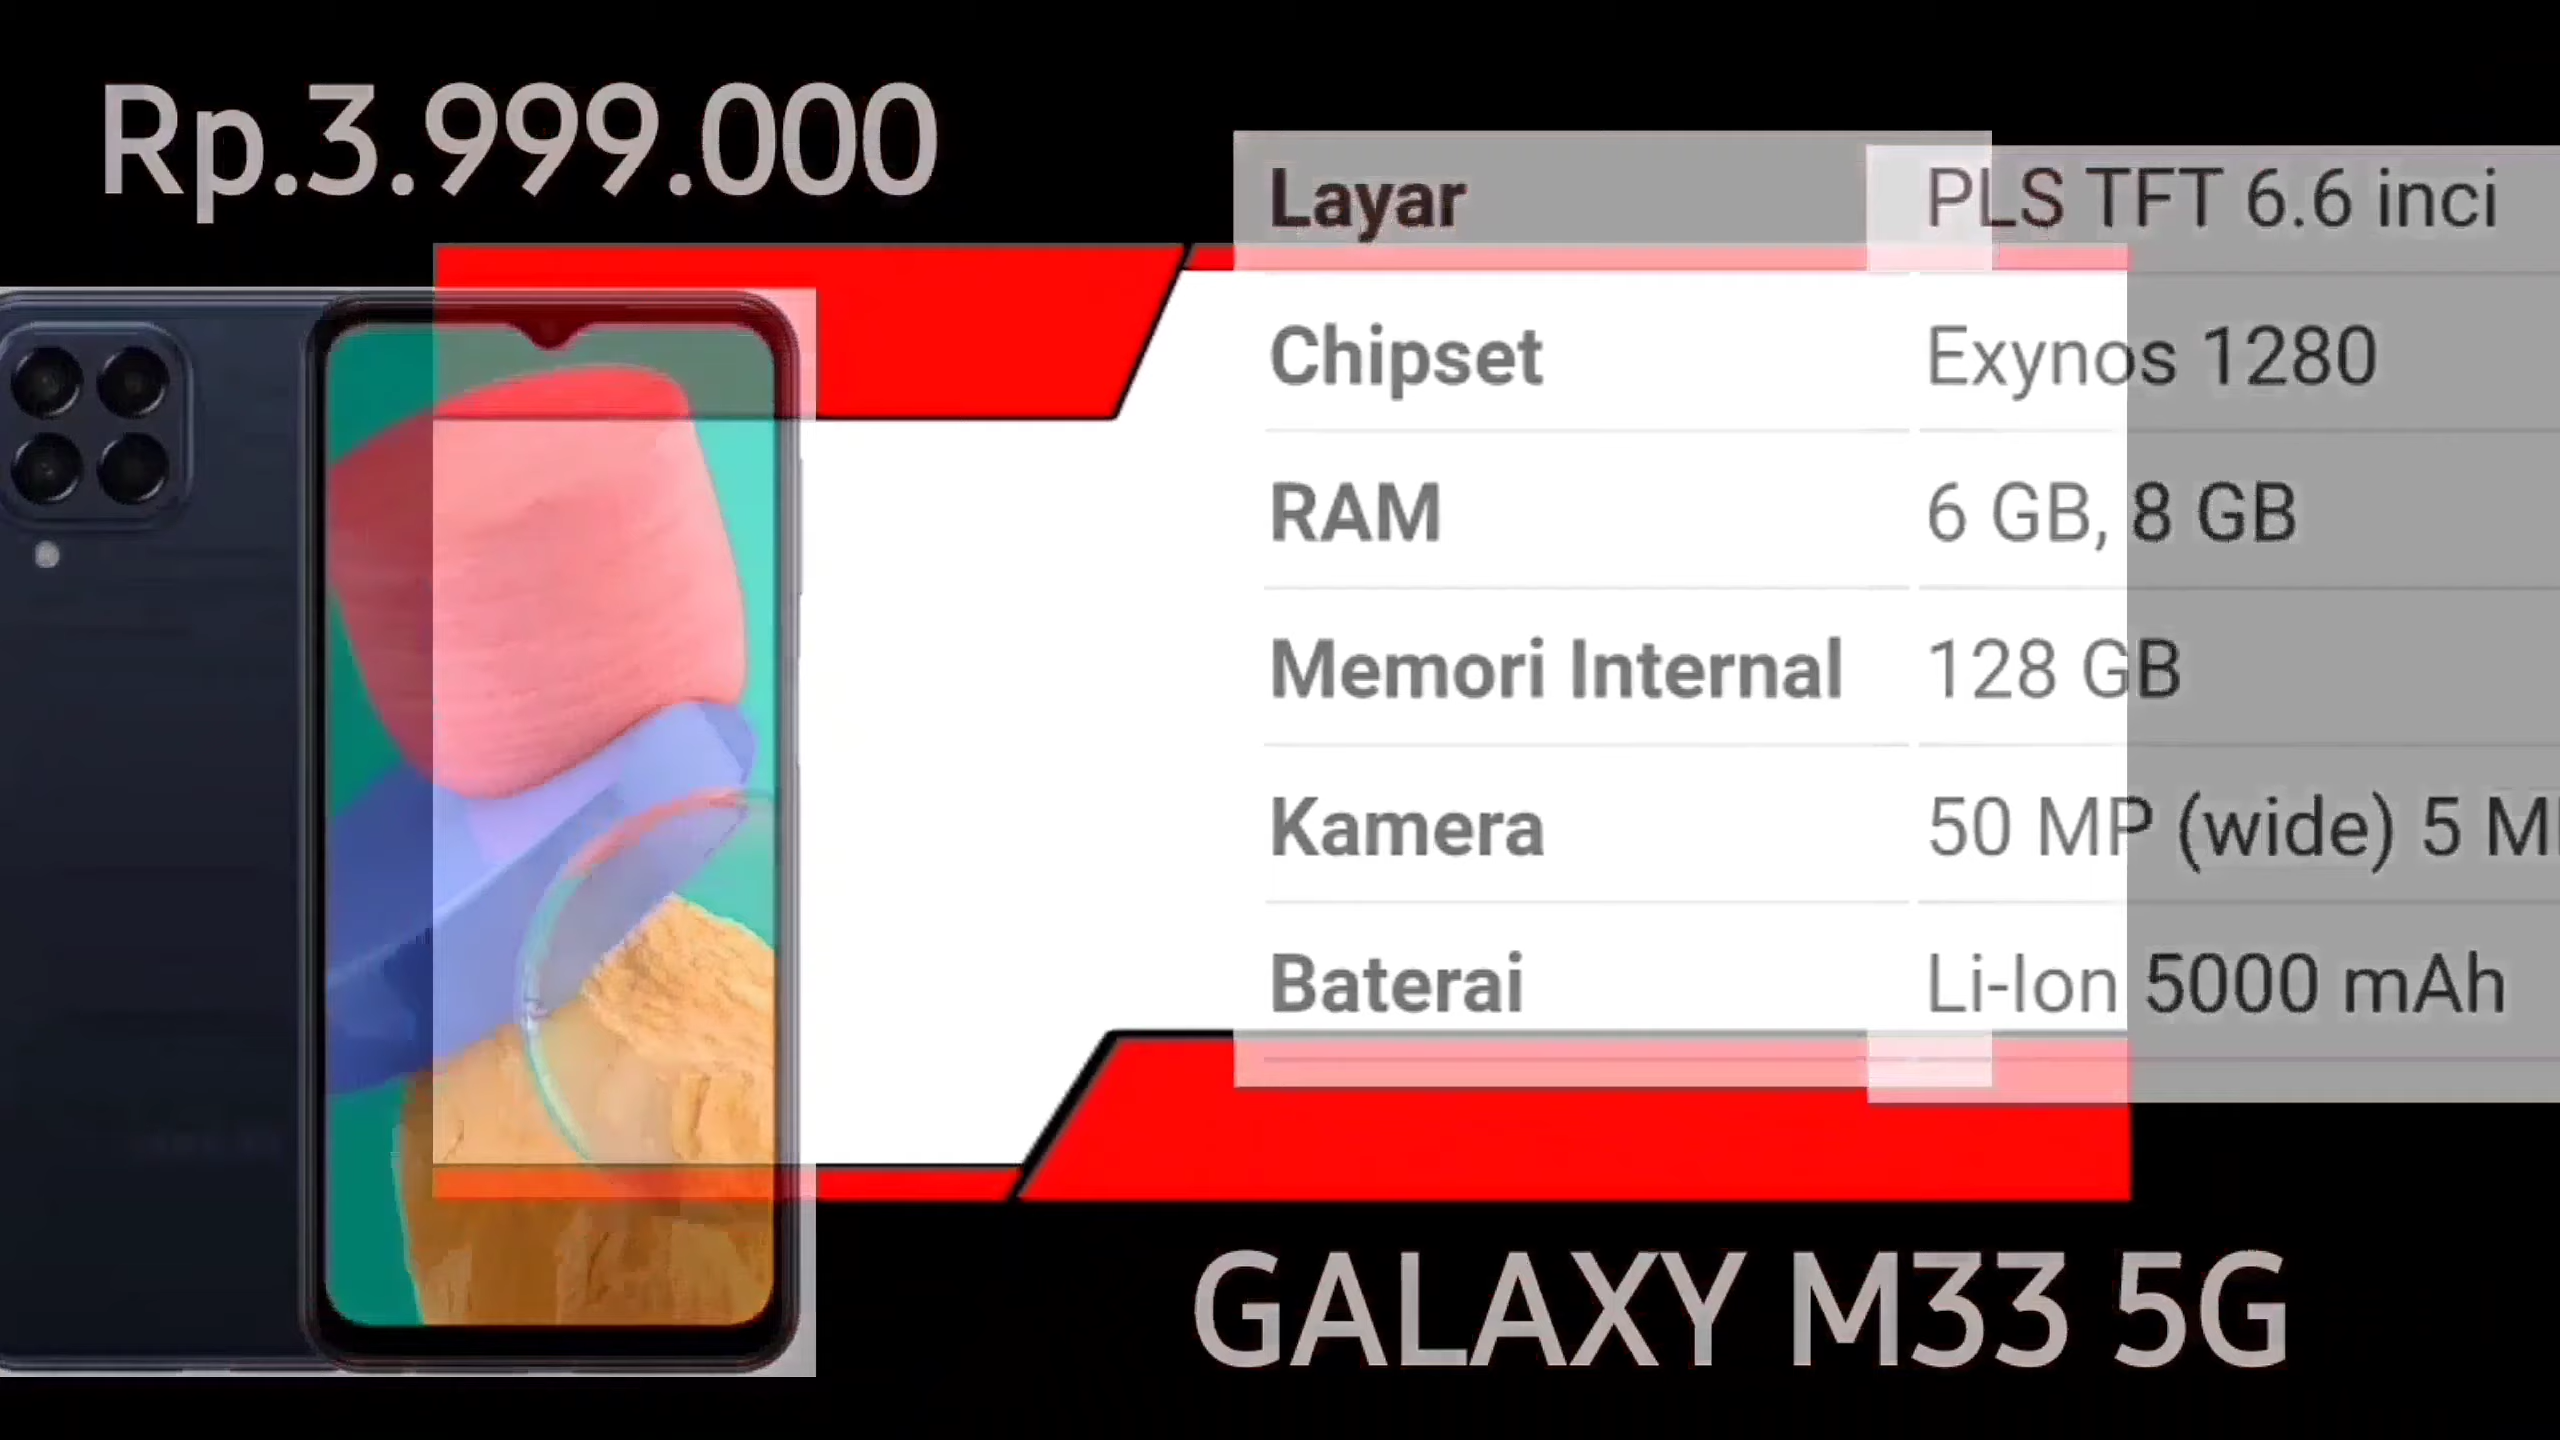 Rp.3.999.000
Layar PLS TFT 6.6 inci
Chipset Exynos 1280
RAM 6 GB, 8 GB
Memori Internal 128 GB
Kamera 50 MP (wide) 5
Baterai Li-Ion 5000 mAh
GALAXY M33 5G